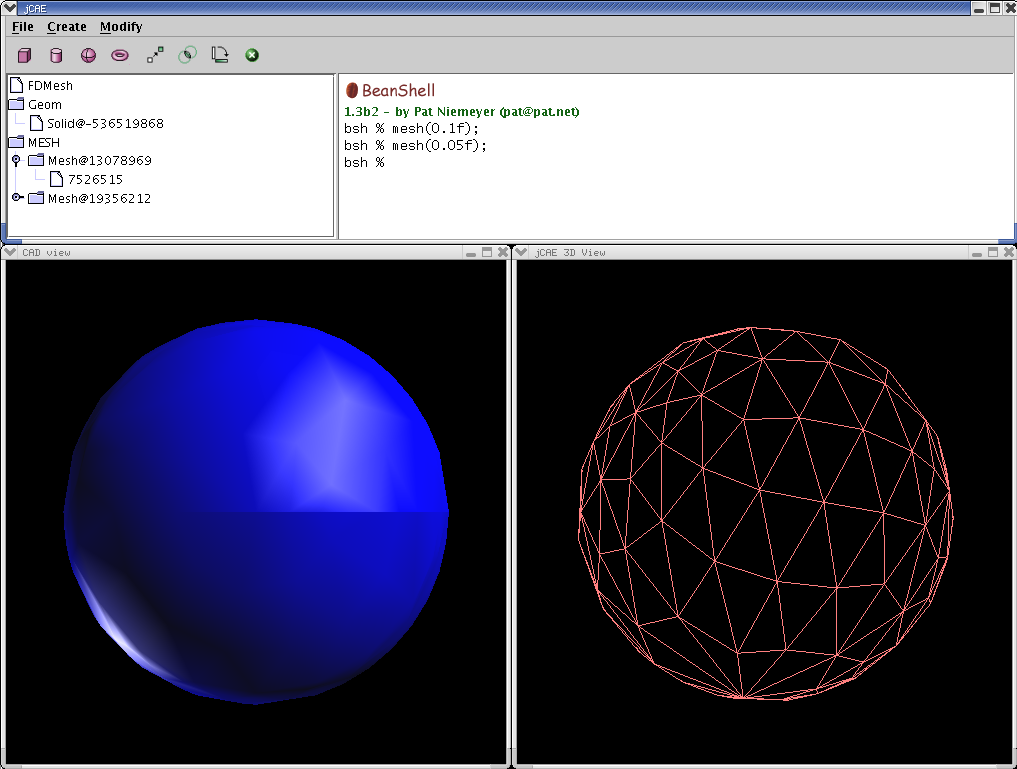 jCAE
File Create Modify
FDMesh
Geom
Solid@-536519868
MESH
Mesh@13078969
7526515
Mesh@19356212
BeanShell
1.3b2 - by Pat Niemeyer (pat@pat.net)
bsh % mesh(0.1f);
bsh % mesh(0.05f);
bsh %
CAD view
jCAE 3D View